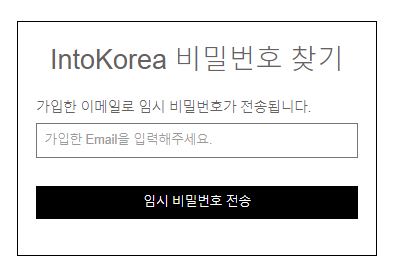 IntoKorea 비밀번호 찾기
가입한 이메일로 임시 비밀번호가 전송됩니다.
가입한 Email을 입력해주세요.
임시 비밀번호 전송